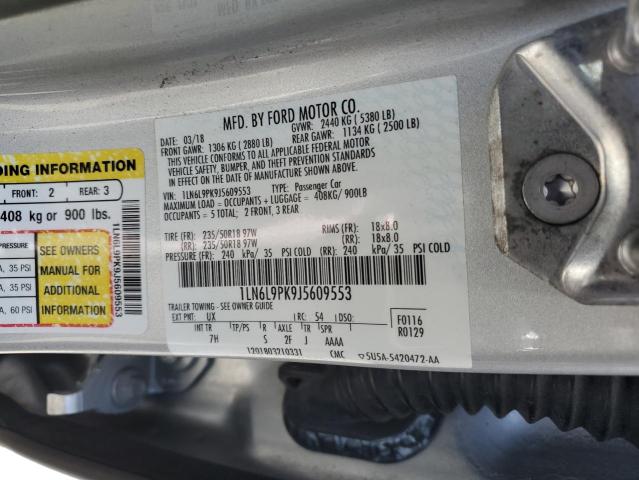 MFD. BY FORD MOTOR CO.
03/18 GVWR: 2440 KG ( 5380 LB)
FRONT GAWR: 1306 KG ( 2880 LB) REAR GAWR: 1134 KG ( 2500 LB)
THIS VEHICLE CONFORMS TO ALL APPLICABLE FEDERAL MOTOR
VEHICLE SAFETY, BUMPER, AND THEFT PREVENTION STANDARDS
IN EFFECT ON THE DATE OF MANUFACTURE SHOWN ABOVE.
VIN: 1LN6L9PK9J5609553 TYPE: Passenger Car
MAXIMUM LOAD = OCCUPANTS + LUGGAGE = 408KG/ 900LB
OCCUPANTS = 5 TOTAL: 2 FRONT, 3 REAR
TIRE (FR): 235/50R18 97W RIMS (FR): 18x8.0
(RR): 235/50R18 97W (RR): 18x8.0
PRESSURE (FR): 240 kPa/ 35 PSI COLD (RR): 240 kPa/ 35 PSI COLD
1LN6L9PK9J5609553
TRAILER TOWING - SEE OWNERS MANUAL
EXT PNT: UX RC: 54 DSO: F0116
INT TR TP/PS R AXLE TR SPR R0129
7H S 2F J AAAA
1201803210331 CMC 5U5A-5420472-AA
DING INFORMATION
FRONT: 2 REAR: 3
408 kg or 900 lbs.
PRESSURE
A, 35 PSI
A, 35 PSI
A, 60 PSI
SEE OWNERS
MANUAL FOR
ADDITIONAL
INFORMATION
1LN6L9PK9J5609553